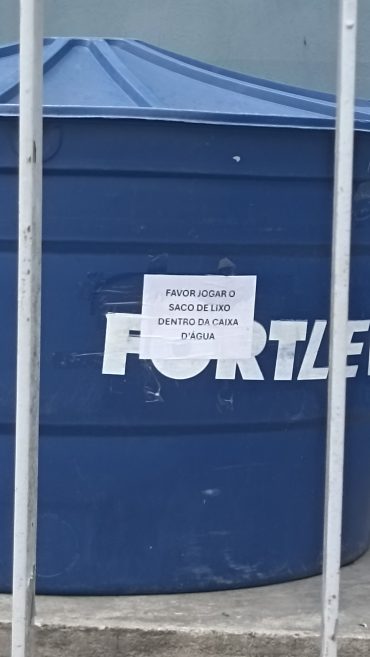 FAVOR JOGAR O
SACO DE LIXO
DENTRO DA CAIXA
D'ÁGUA
FORTLE